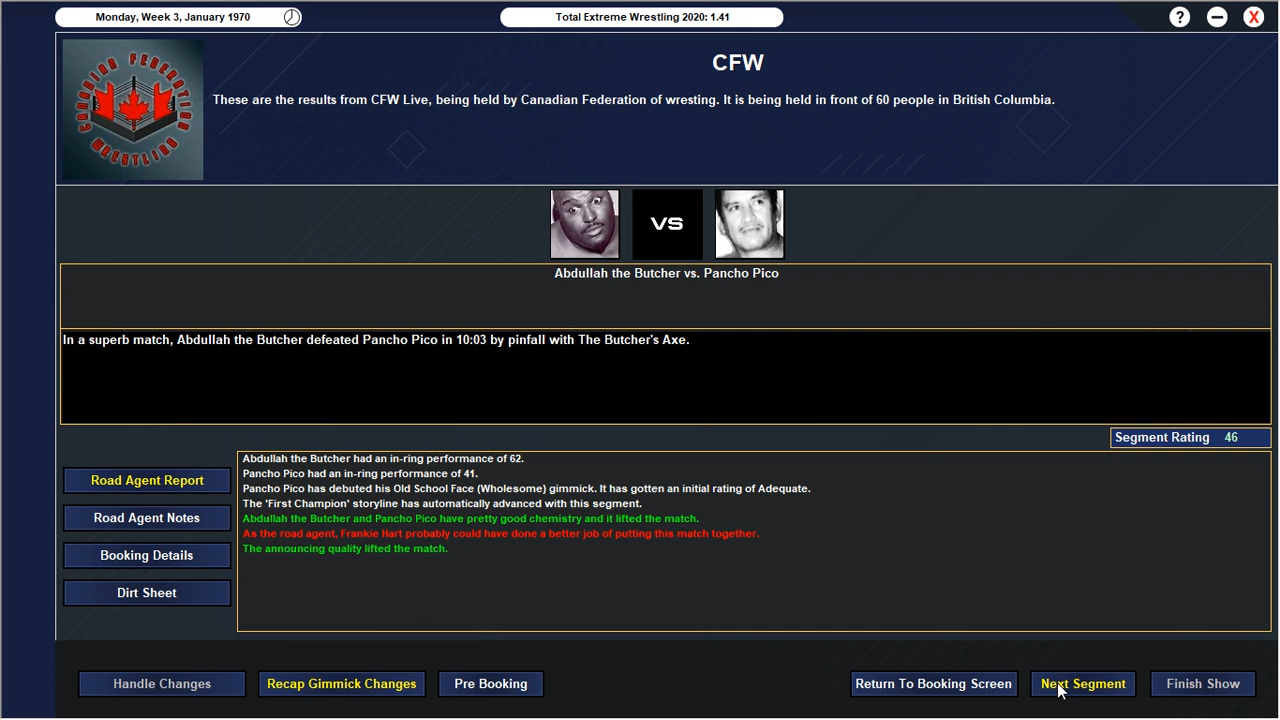 Monday, Week 3, January 1970
Total Extreme Wrestling 2020: 1.41
?
X
CANADIAN FEDERATION
WRESTLING
CFW
These are the results from CFW Live, being held by Canadian Federation of wresting. It is being held in front of 60 people in British Columbia.
VS
Abdullah the Butcher vs. Pancho Pico
In a superb match, Abdullah the Butcher defeated Pancho Pico in 10:03 by pinfall with The Butcher's Axe.
Segment Rating 46
Road Agent Report
Road Agent Notes
Booking Details
Dirt Sheet
Abdullah the Butcher had an in-ring performance of 62.
Pancho Pico had an in-ring performance of 41.
Pancho Pico has debuted his Old School Face (Wholesome) gimmick. It has gotten an initial rating of Adequate.
The 'First Champion' storyline has automatically advanced with this segment.
Abdullah the Butcher and Pancho Pico have pretty good chemistry and it lifted the match.
As the road agent, Frankie Hart probably could have done a better job of putting this match together.
The announcing quality lifted the match.
Handle Changes
Recap Gimmick Changes
Pre Booking
Return To Booking Screen
Next Segment
Finish Show